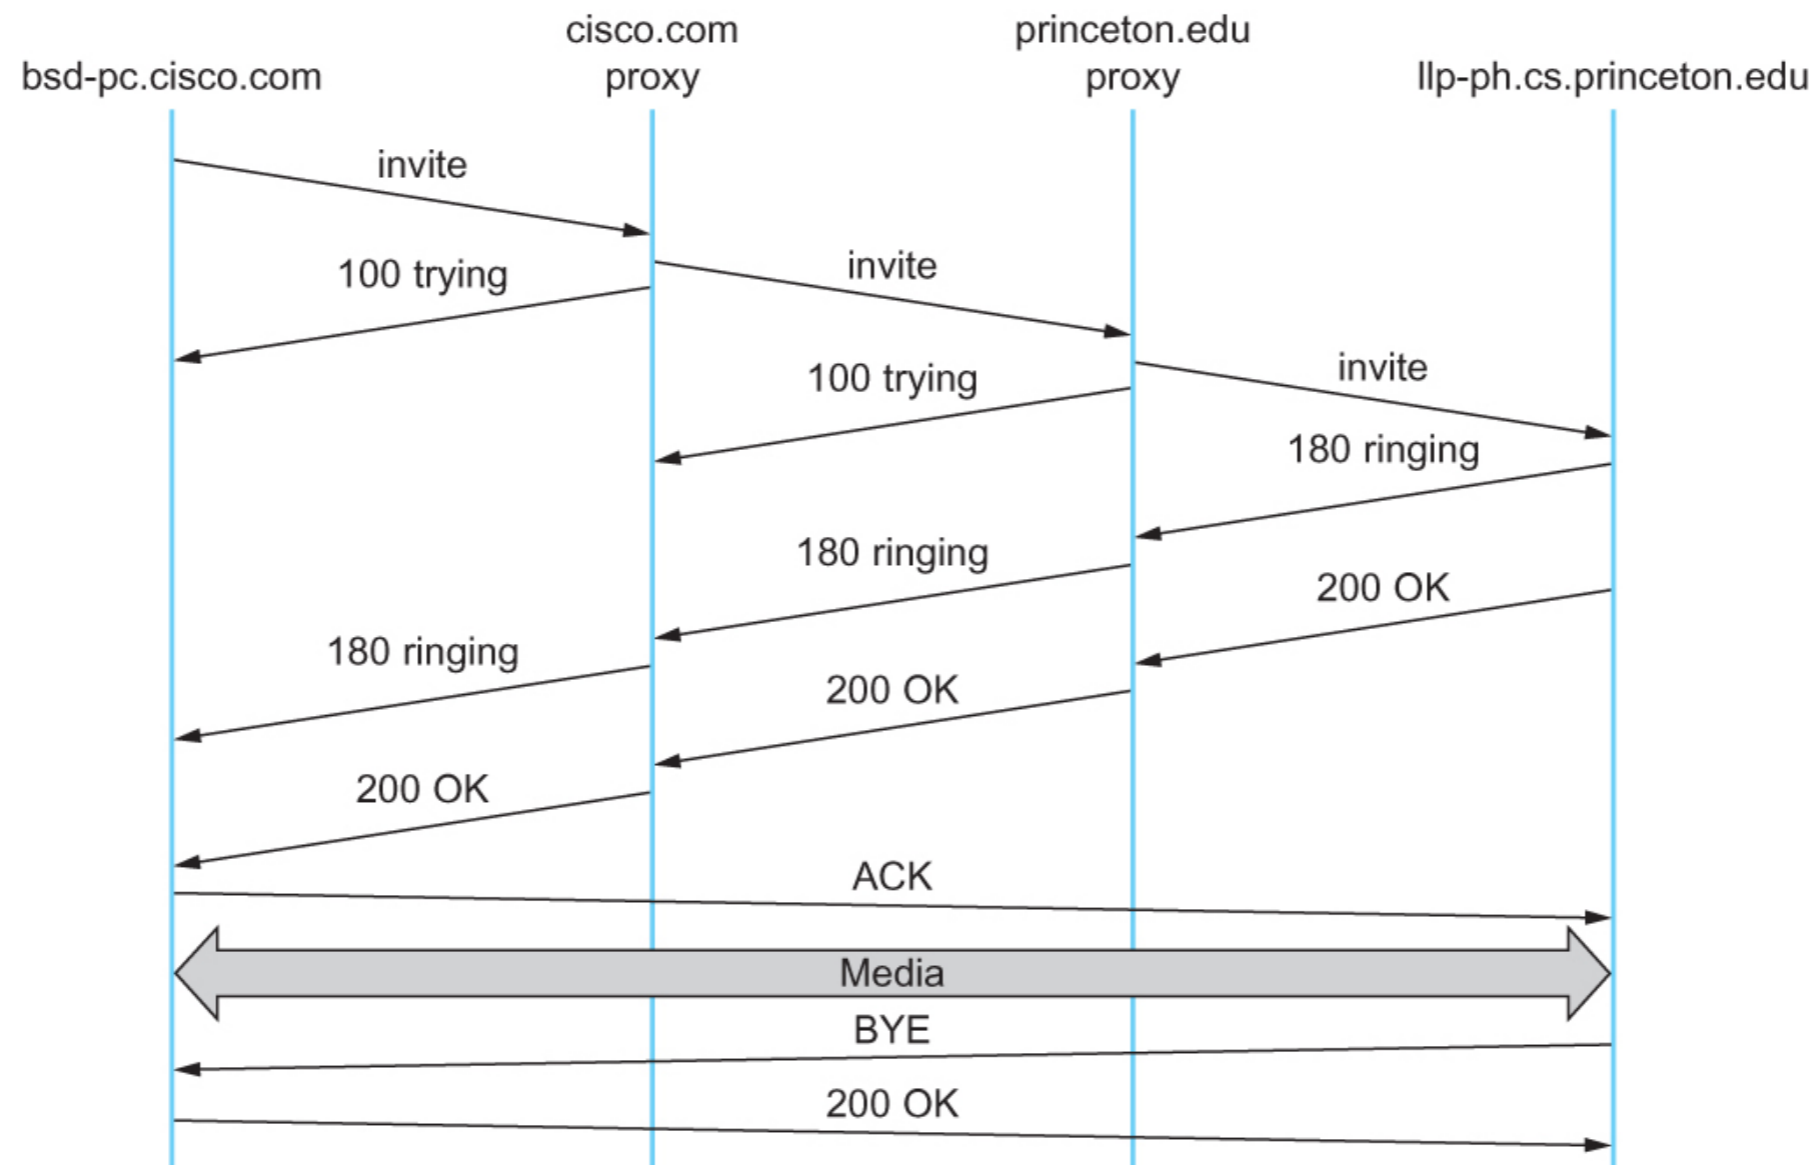 cisco.com
proxy
princeton.edu
proxy
bsd-pc.cisco.com
llp-ph.cs.princeton.edu
invite
100 trying
invite
100 trying
invite
180 ringing
180 ringing
200 OK
180 ringing
200 OK
200 OK
ACK
Media
BYE
200 OK